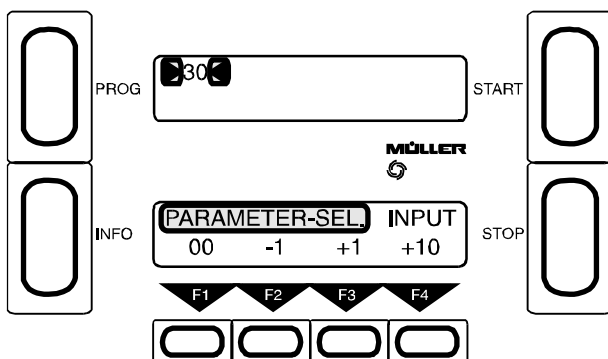 PROG
30
START
MÜLLER
INFO
PARAMETER-SEL. INPUT
00 -1 +1 +10
STOP
F1 F2 F3 F4